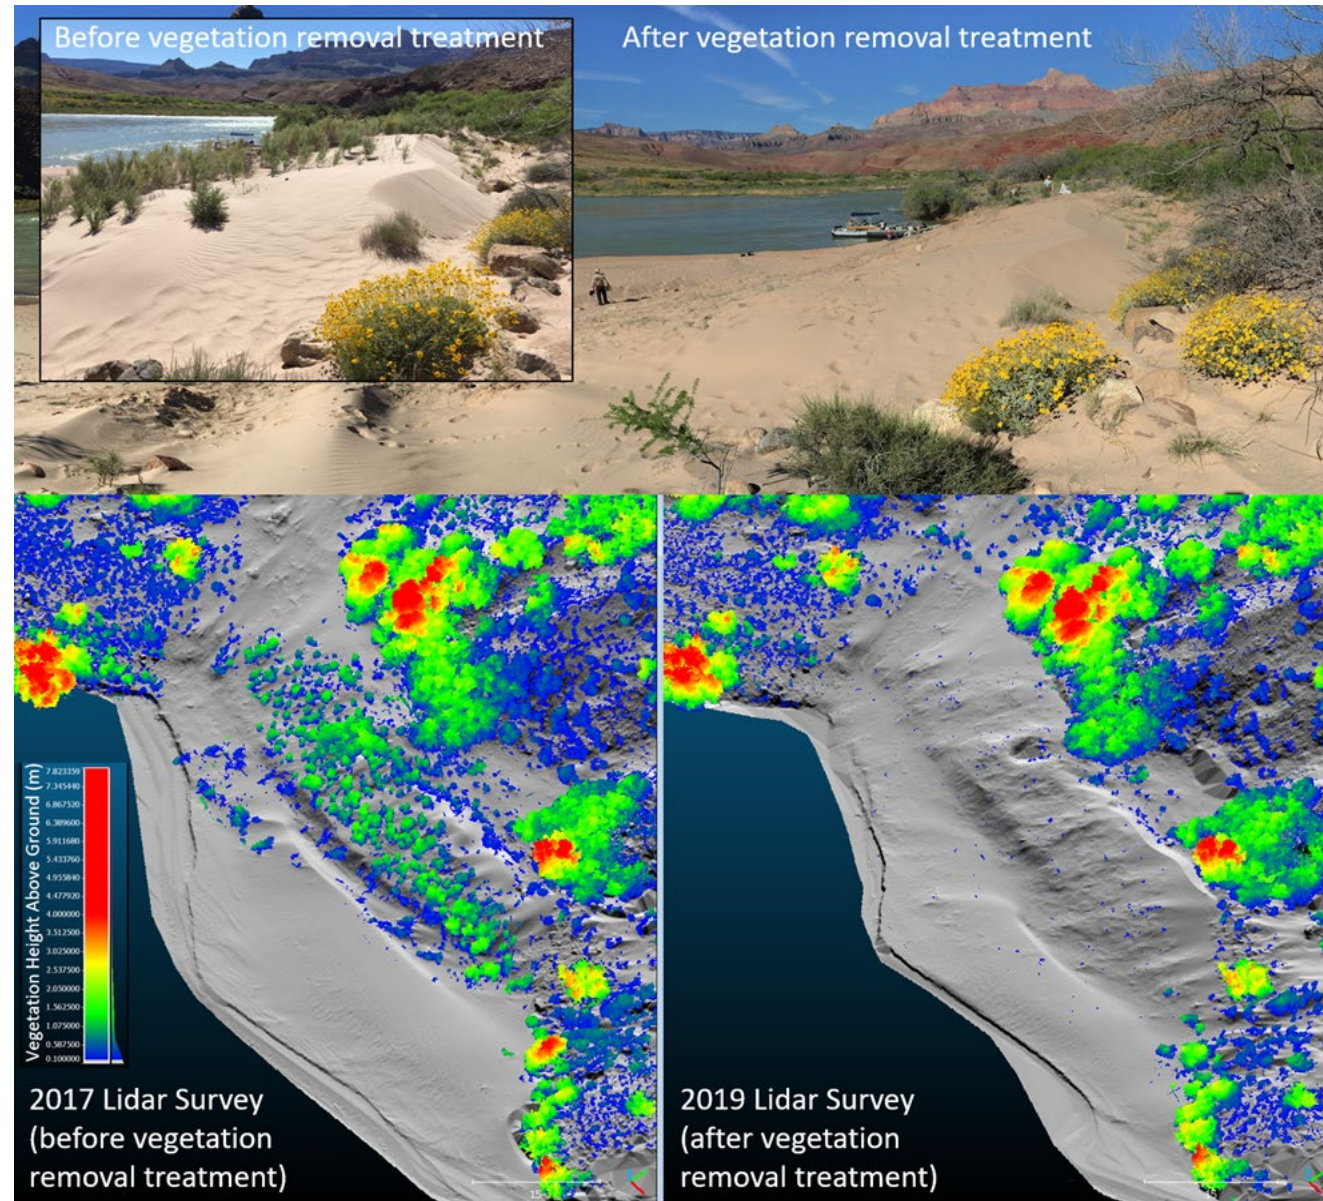 Before vegetation removal treatment
After vegetation removal treatment
Vegetation Height Above Ground (m)
7.823359
7.345440
6.867520
6.389600
5.911680
5.433760
4.955840
4.477920
4.000000
3.512500
3.025000
2.537500
2.050000
1.562500
1.075000
0.587500
0.100000
2017 Lidar Survey
(before vegetation
removal treatment)
15
2019 Lidar Survey
(after vegetation
removal treatment)